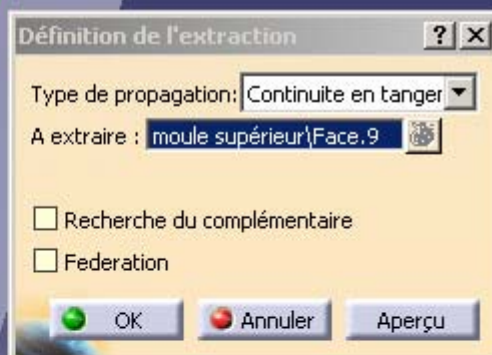 Définition de l'extraction ? X
Type de propagation: Continuite en tanger
A extraire : moule supérieur\Face.9
Recherche du complémentaire
Federation
OK Annuler Aperçu